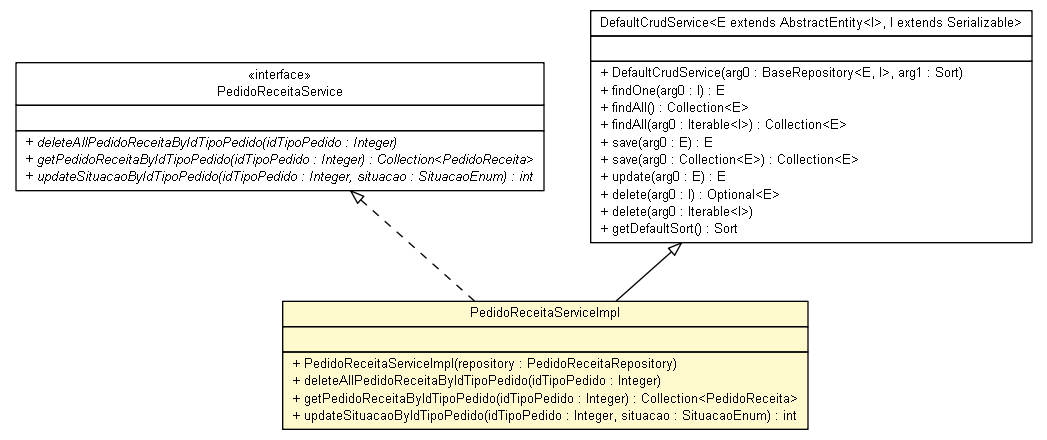 «interface»
PedidoReceitaService
+ deleteAllPedidoReceitaByIdTipoPedido(idTipoPedido : Integer)
+ getPedidoReceitaByIdTipoPedido(idTipoPedido : Integer) : Collection<PedidoReceita>
+ updateSituacaoByIdTipoPedido(idTipoPedido : Integer, situacao : SituacaoEnum) : int
DefaultCrudService<E extends AbstractEntity<I>, I extends Serializable>
+ DefaultCrudService(arg0 : BaseRepository<E, I>, arg1 : Sort)
+ findOne(arg0 : I) : E
+ findAll() : Collection<E>
+ findAll(arg0 : Iterable<I>) : Collection<E>
+ save(arg0 : E) : E
+ save(arg0 : Collection<E>) : Collection<E>
+ update(arg0 : E) : E
+ delete(arg0 : I) : Optional<E>
+ delete(arg0 : Iterable<I>)
+ getDefaultSort() : Sort
PedidoReceitaServiceImpl
+ PedidoReceitaServiceImpl(repository : PedidoReceitaRepository)
+ deleteAllPedidoReceitaByIdTipoPedido(idTipoPedido : Integer)
+ getPedidoReceitaByIdTipoPedido(idTipoPedido : Integer) : Collection<PedidoReceita>
+ updateSituacaoByIdTipoPedido(idTipoPedido : Integer, situacao : SituacaoEnum) : int